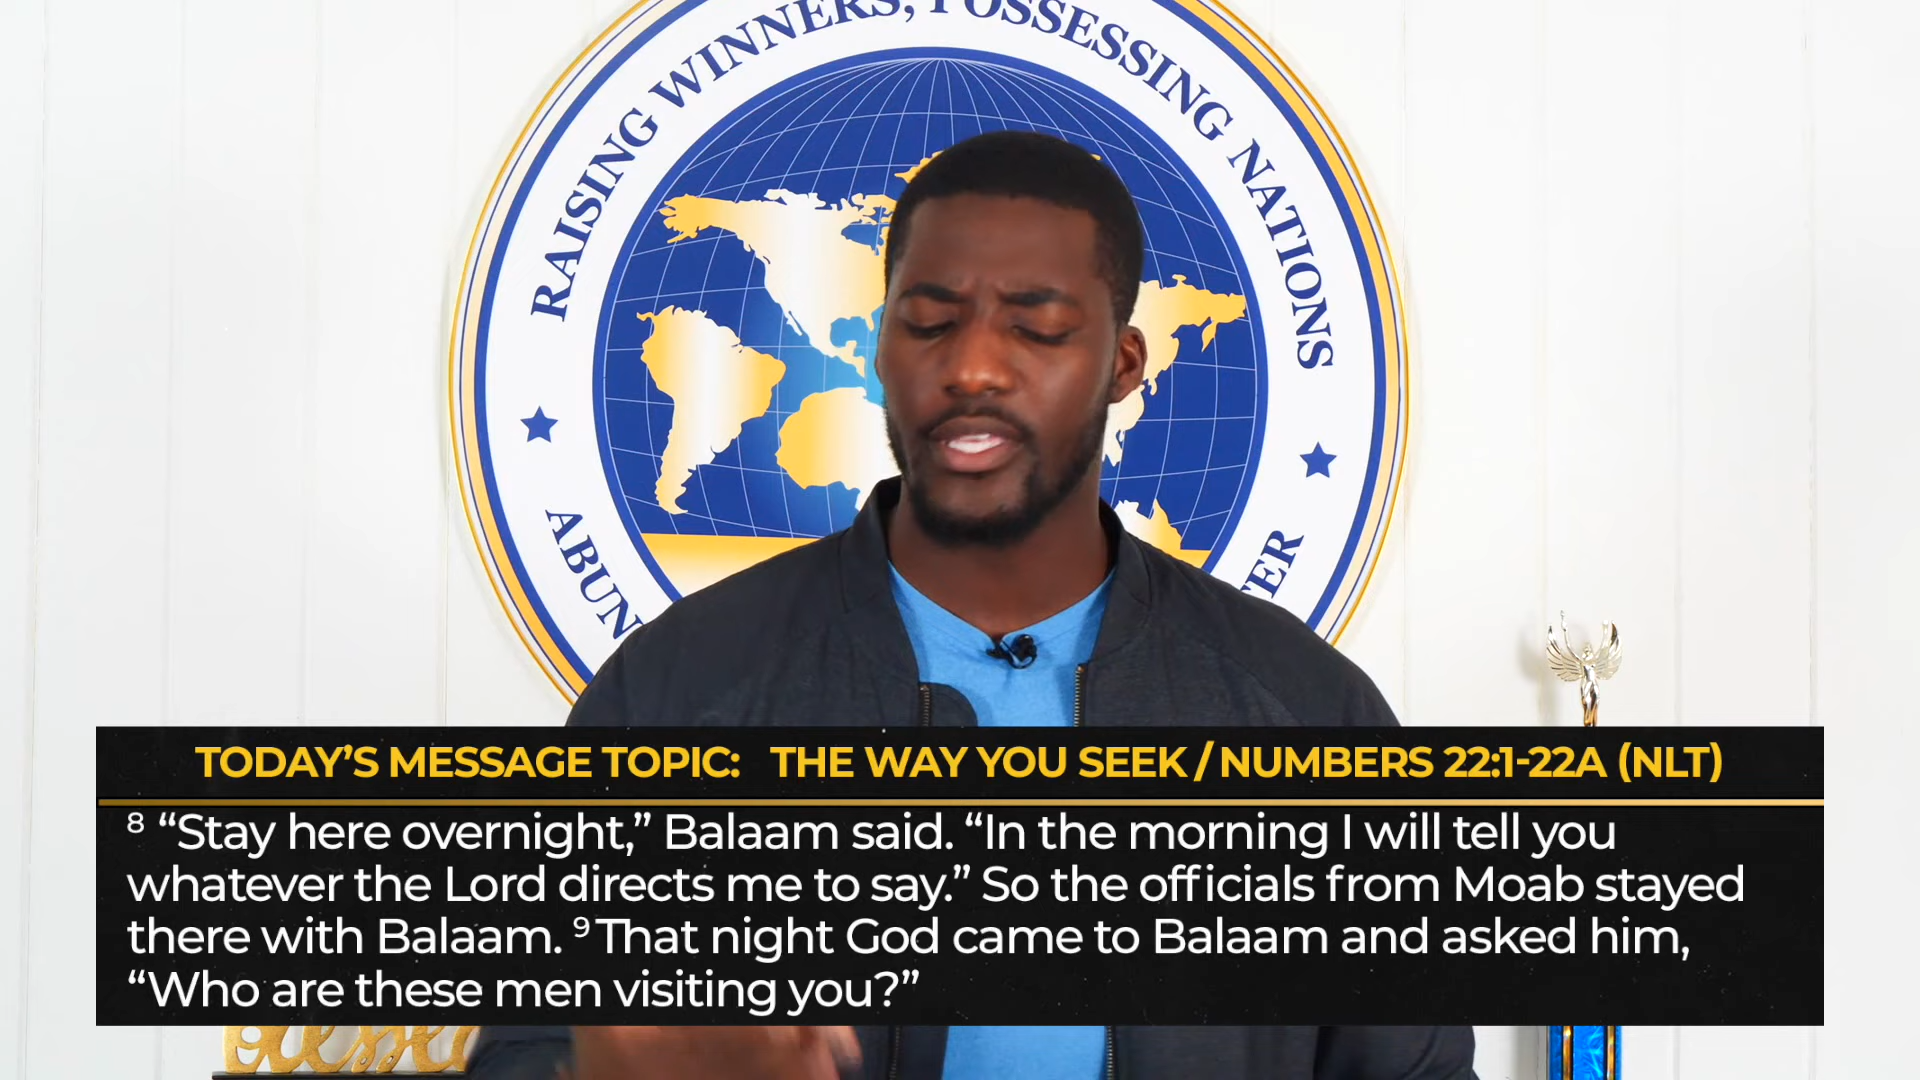 RAISING WINNERS, POSSESSING NATIONS
TODAY’S MESSAGE TOPIC: THE WAY YOU SEEK / NUMBERS 22:1-22A (NLT)
8 “Stay here overnight,” Balaam said. “In the morning I will tell you
whatever the Lord directs me to say.” So the officials from Moab stayed
there with Balaam. 9 That night God came to Balaam and asked him,
“Who are these men visiting you?”